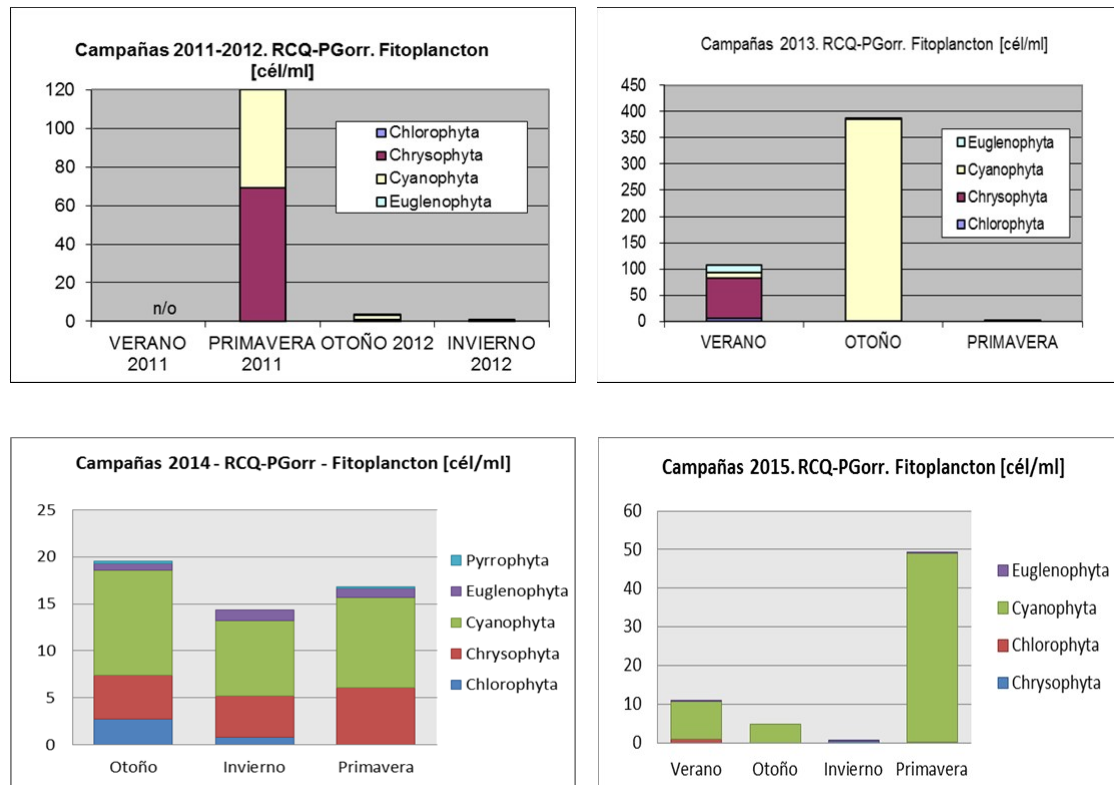 Campañas 2011-2012. RCQ-PGorr. Fitoplancton
[cél/ml]
120
100
80
60
40
20
0
Chlorophyta
Chrysophyta
Cyanophyta
Euglenophyta
n/o
VERANO 2011
PRIMAVERA 2011
OTOÑO 2012
INVIERNO 2012
Campañas 2013. RCQ-PGorr. Fitoplancton [cél/ml]
450
400
350
300
250
200
150
100
50
0
Euglenophyta
Cyanophyta
Chrysophyta
Chlorophyta
VERANO
OTOÑO
PRIMAVERA
Campañas 2014 - RCQ-PGorr - Fitoplancton [cél/ml]
25
20
15
10
5
0
Pyrrophyta
Euglenophyta
Cyanophyta
Chrysophyta
Chlorophyta
Otoño
Invierno
Primavera
Campañas 2015. RCQ-PGorr. Fitoplancton [cél/ml]
60
50
40
30
20
10
0
Euglenophyta
Cyanophyta
Chlorophyta
Chrysophyta
Verano
Otoño
Invierno
Primavera